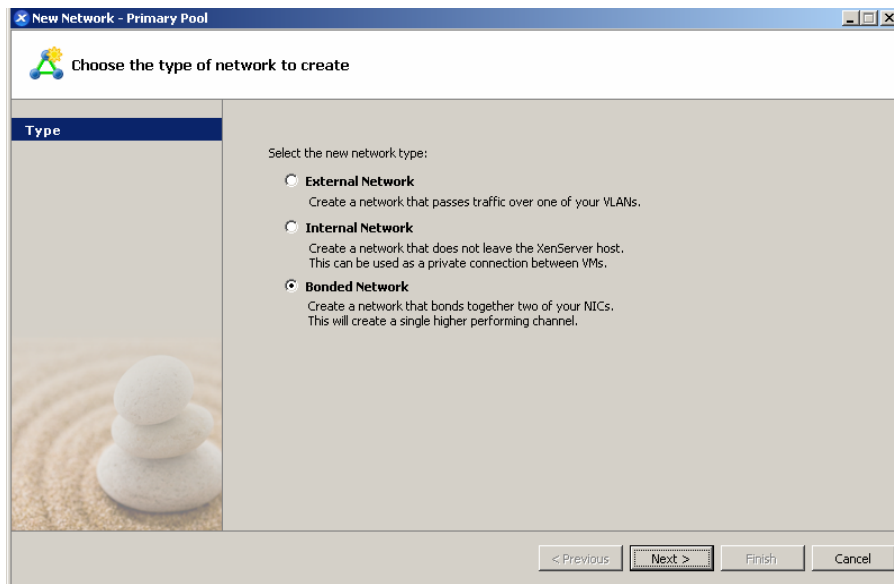 New Network - Primary Pool
Choose the type of network to create
Type
Select the new network type:
External Network
Create a network that passes traffic over one of your VLANs.
Internal Network
Create a network that does not leave the XenServer host.
This can be used as a private connection between VMs.
Bonded Network
Create a network that bonds together two of your NICs.
This will create a single higher performing channel.
< Previous
Next >
Finish
Cancel